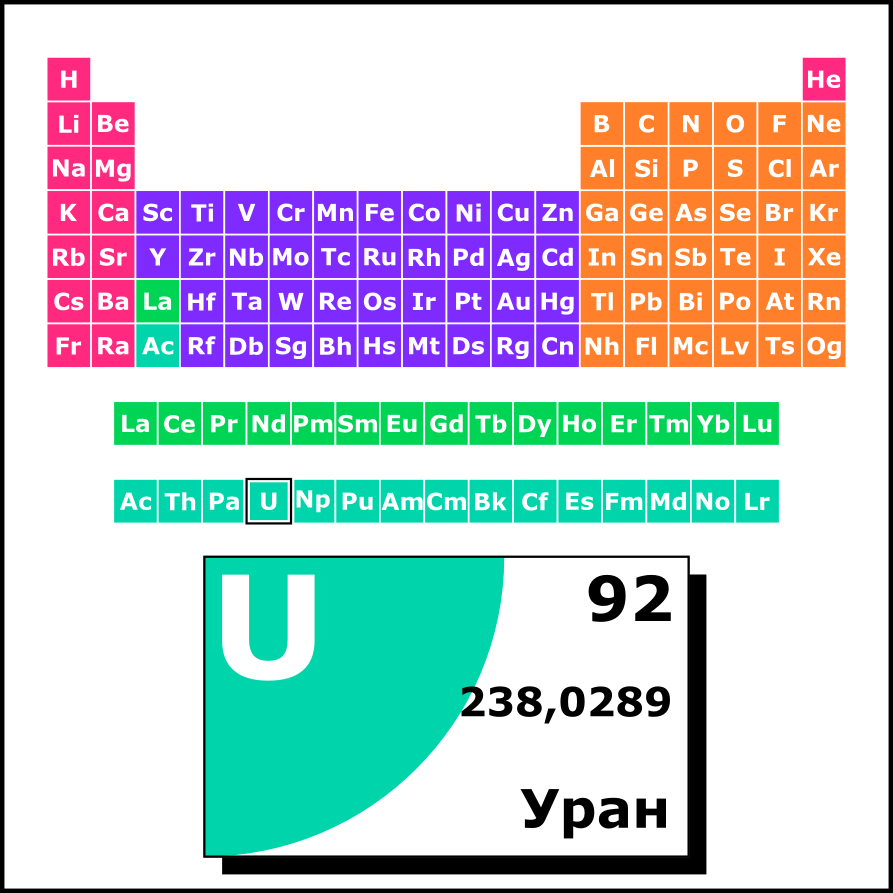 H He
Li Be B C N O F Ne
Na Mg Al Si P S Cl Ar
K Ca Sc Ti V Cr Mn Fe Co Ni Cu Zn Ga Ge As Se Br Kr
Rb Sr Y Zr Nb Mo Tc Ru Rh Pd Ag Cd In Sn Sb Te I Xe
Cs Ba La Hf Ta W Re Os Ir Pt Au Hg Tl Pb Bi Po At Rn
Fr Ra Ac Rf Db Sg Bh Hs Mt Ds Rg Cn Nh Fl Mc Lv Ts Og
La Ce Pr Nd Pm Sm Eu Gd Tb Dy Ho Er Tm Yb Lu
Ac Th Pa U Np Pu Am Cm Bk Cf Es Fm Md No Lr
U 92
238,0289
Уран